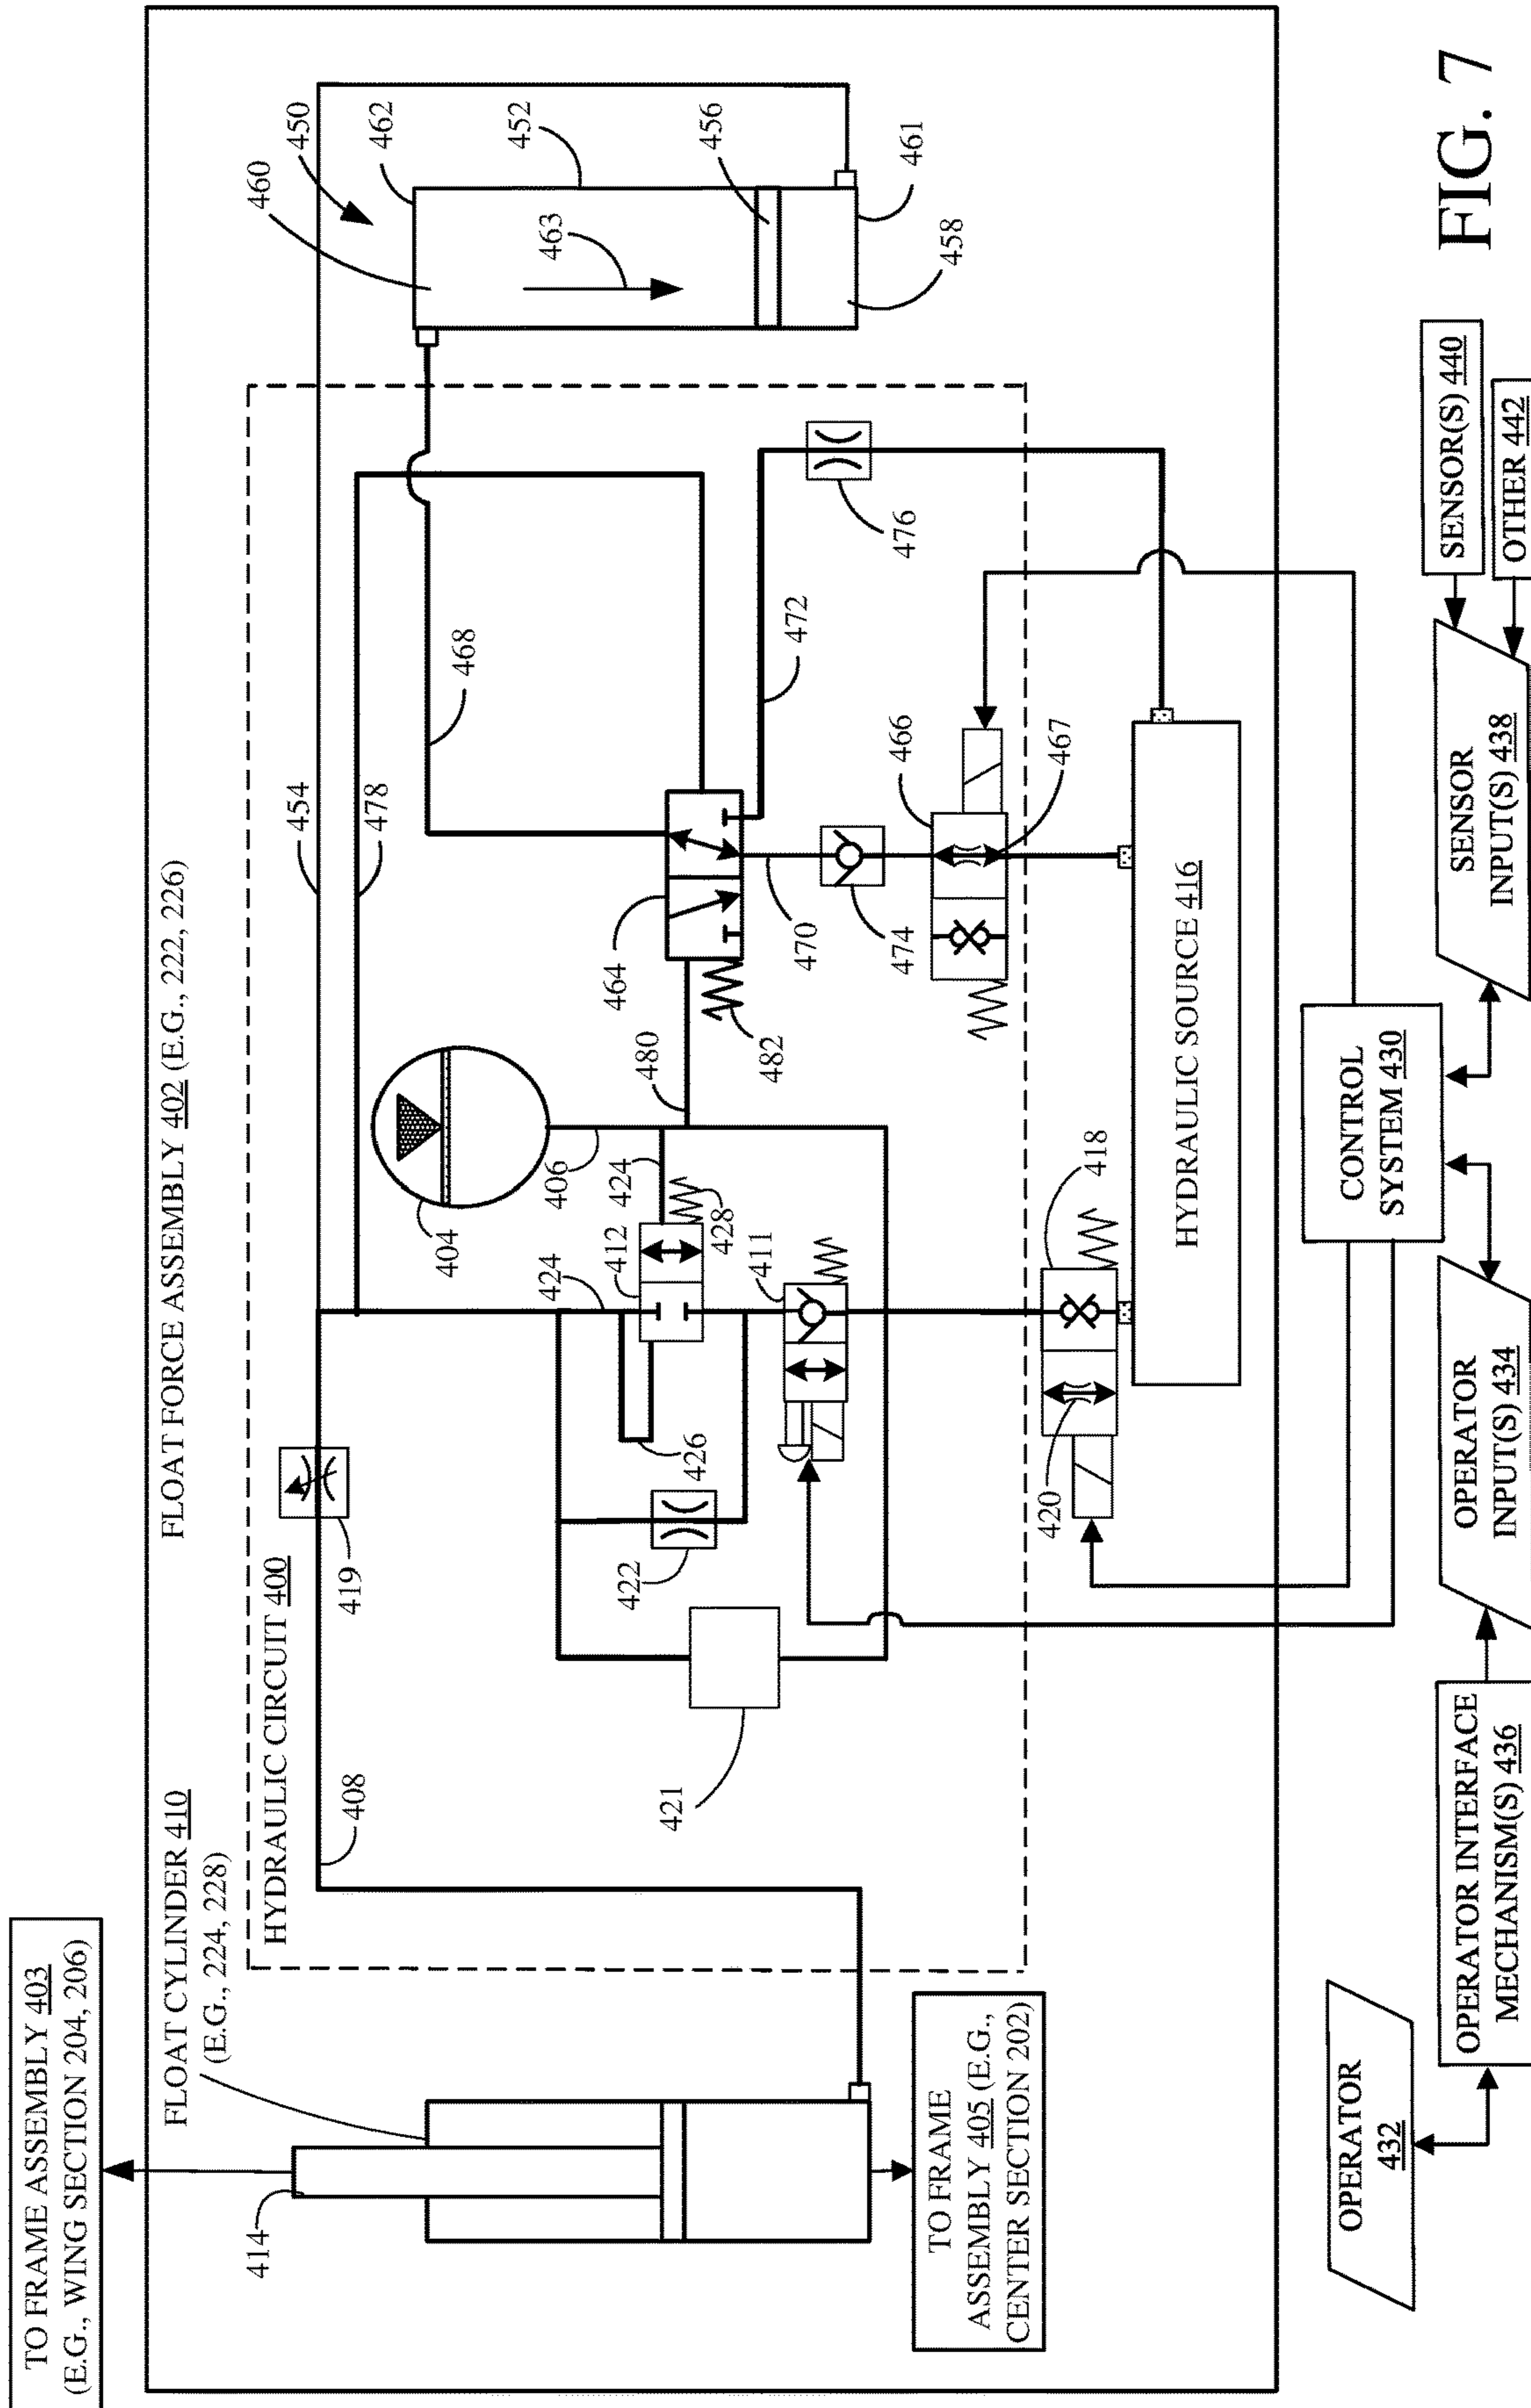 TO FRAME ASSEMBLY 403
(E.G., WING SECTION 204, 206)
FLOAT CYLINDER 410
(E.G., 224, 228)
FLOAT FORCE ASSEMBLY 402 (E.G., 222, 226)
HYDRAULIC CIRCUIT 400
414
408
419
454
478
468
460
450
462
452
463
456
461
458
404
406
424
424
412
428
426
422
421
411
480
482
464
470
472
474
476
466
467
418
420
HYDRAULIC SOURCE 416
TO FRAME
ASSEMBLY 405 (E.G.,
CENTER SECTION 202)
CONTROL
SYSTEM 430
OPERATOR
432
OPERATOR INTERFACE
MECHANISM(S) 436
OPERATOR
INPUT(S) 434
SENSOR
INPUT(S) 438
SENSOR(S) 440
OTHER 442
FIG. 7